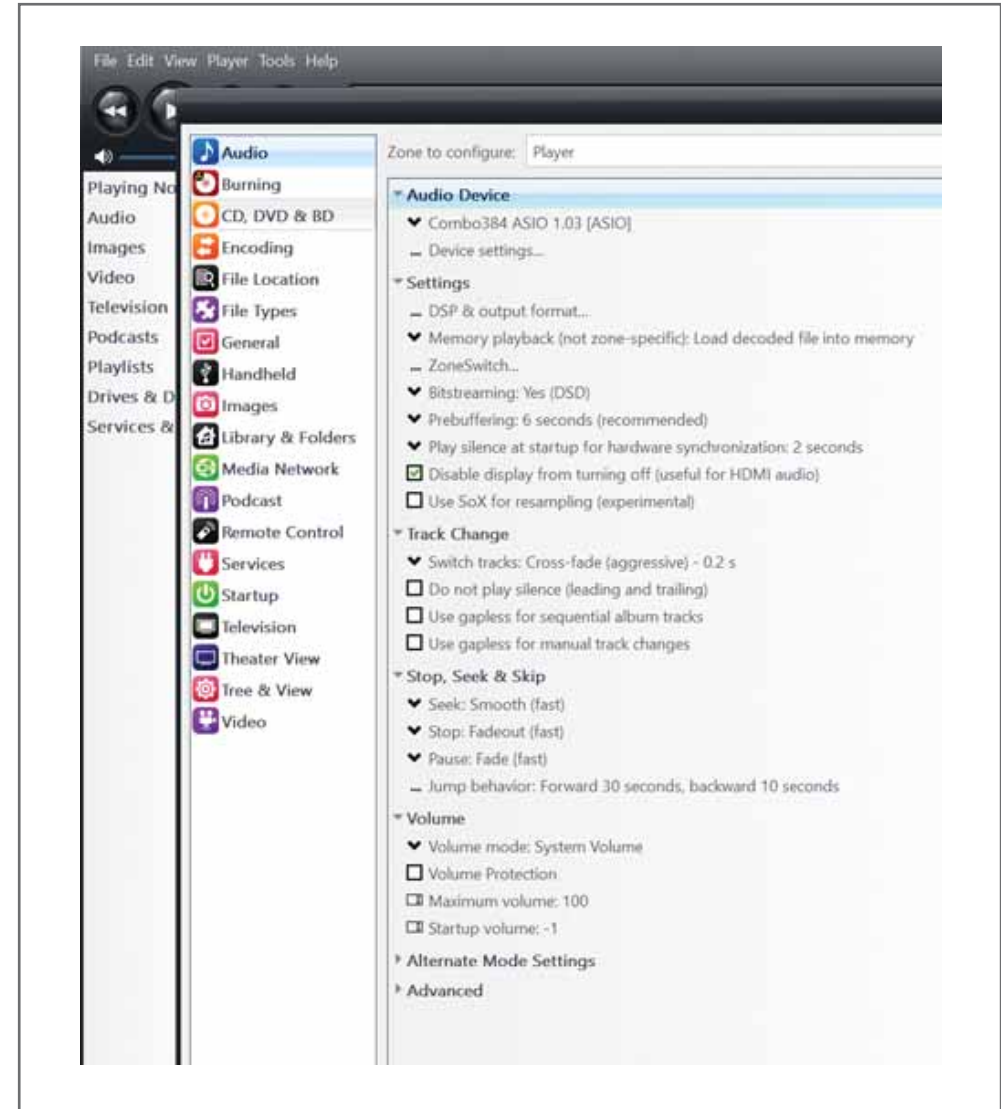 File Edit View Player Tools Help
Playing No
Audio
Images
Video
Television
Podcasts
Playlists
Drives & D
Services &
Audio
Burning
CD, DVD & BD
Encoding
File Location
File Types
General
Handheld
Images
Library & Folders
Media Network
Podcast
Remote Control
Services
Startup
Television
Theater View
Tree & View
Video
Zone to configure: Player
Audio Device
Combo384 ASIO 1.03 [ASIO]
Device settings...
Settings
DSP & output format...
Memory playback (not zone-specific): Load decoded file into memory
ZoneSwitch...
Bitstreaming: Yes (DSD)
Prebuffering: 6 seconds (recommended)
Play silence at startup for hardware synchronization: 2 seconds
Disable display from turning off (useful for HDMI audio)
Use SoX for resampling (experimental)
Track Change
Switch tracks: Cross-fade (aggressive) - 0.2 s
Do not play silence (leading and trailing)
Use gapless for sequential album tracks
Use gapless for manual track changes
Stop, Seek & Skip
Seek: Smooth (fast)
Stop: Fadeout (fast)
Pause: Fade (fast)
Jump behavior: Forward 30 seconds, backward 10 seconds
Volume
Volume mode: System Volume
Volume Protection
Maximum volume: 100
Startup volume: -1
Alternate Mode Settings
Advanced